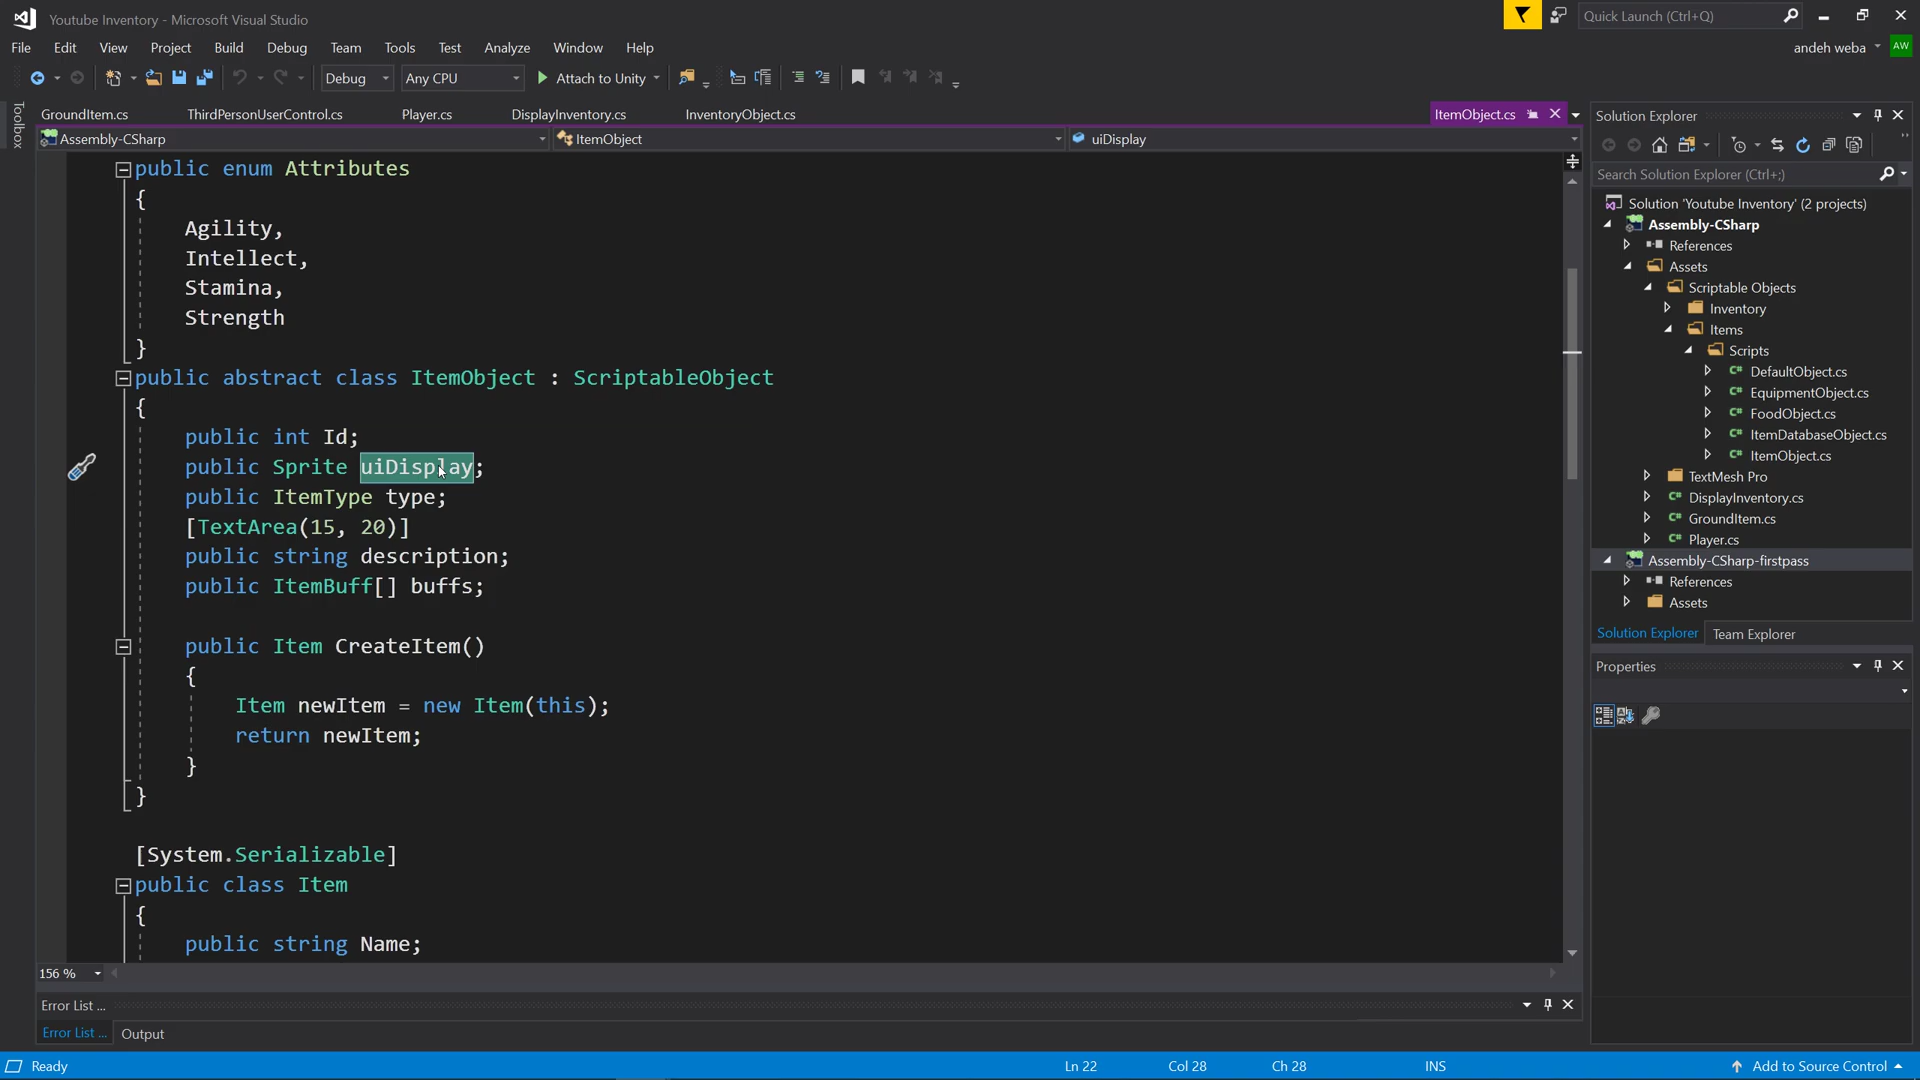 Youtube Inventory - Microsoft Visual Studio
Quick Launch (Ctrl+Q)
File Edit View Project Build Debug Team Tools Test Analyze Window Help
andeh weba AW
Debug Any CPU Attach to Unity
Toolbox
GroundItem.cs ThirdPersonUserControl.cs Player.cs DisplayInventory.cs InventoryObject.cs ItemObject.cs
Assembly-CSharp ItemObject uiDisplay
public enum Attributes
{
Agility,
Intellect,
Stamina,
Strength
}
public abstract class ItemObject : ScriptableObject
{
public int Id;
public Sprite uiDisplay;
public ItemType type;
[TextArea(15, 20)]
public string description;
public ItemBuff[] buffs;
public Item CreateItem()
{
Item newItem = new Item(this);
return newItem;
}
}
[System.Serializable]
public class Item
{
public string Name;
156 %
Error List ...
Error List ... Output
Solution Explorer
Search Solution Explorer (Ctrl+;)
Solution 'Youtube Inventory' (2 projects)
Assembly-CSharp
References
Assets
Scriptable Objects
Inventory
Items
Scripts
C# DefaultObject.cs
C# EquipmentObject.cs
C# FoodObject.cs
C# ItemDatabaseObject.cs
C# ItemObject.cs
TextMesh Pro
C# DisplayInventory.cs
C# GroundItem.cs
C# Player.cs
Assembly-CSharp-firstpass
References
Assets
Solution Explorer Team Explorer
Properties
Ready Ln 22 Col 28 Ch 28 INS Add to Source Control